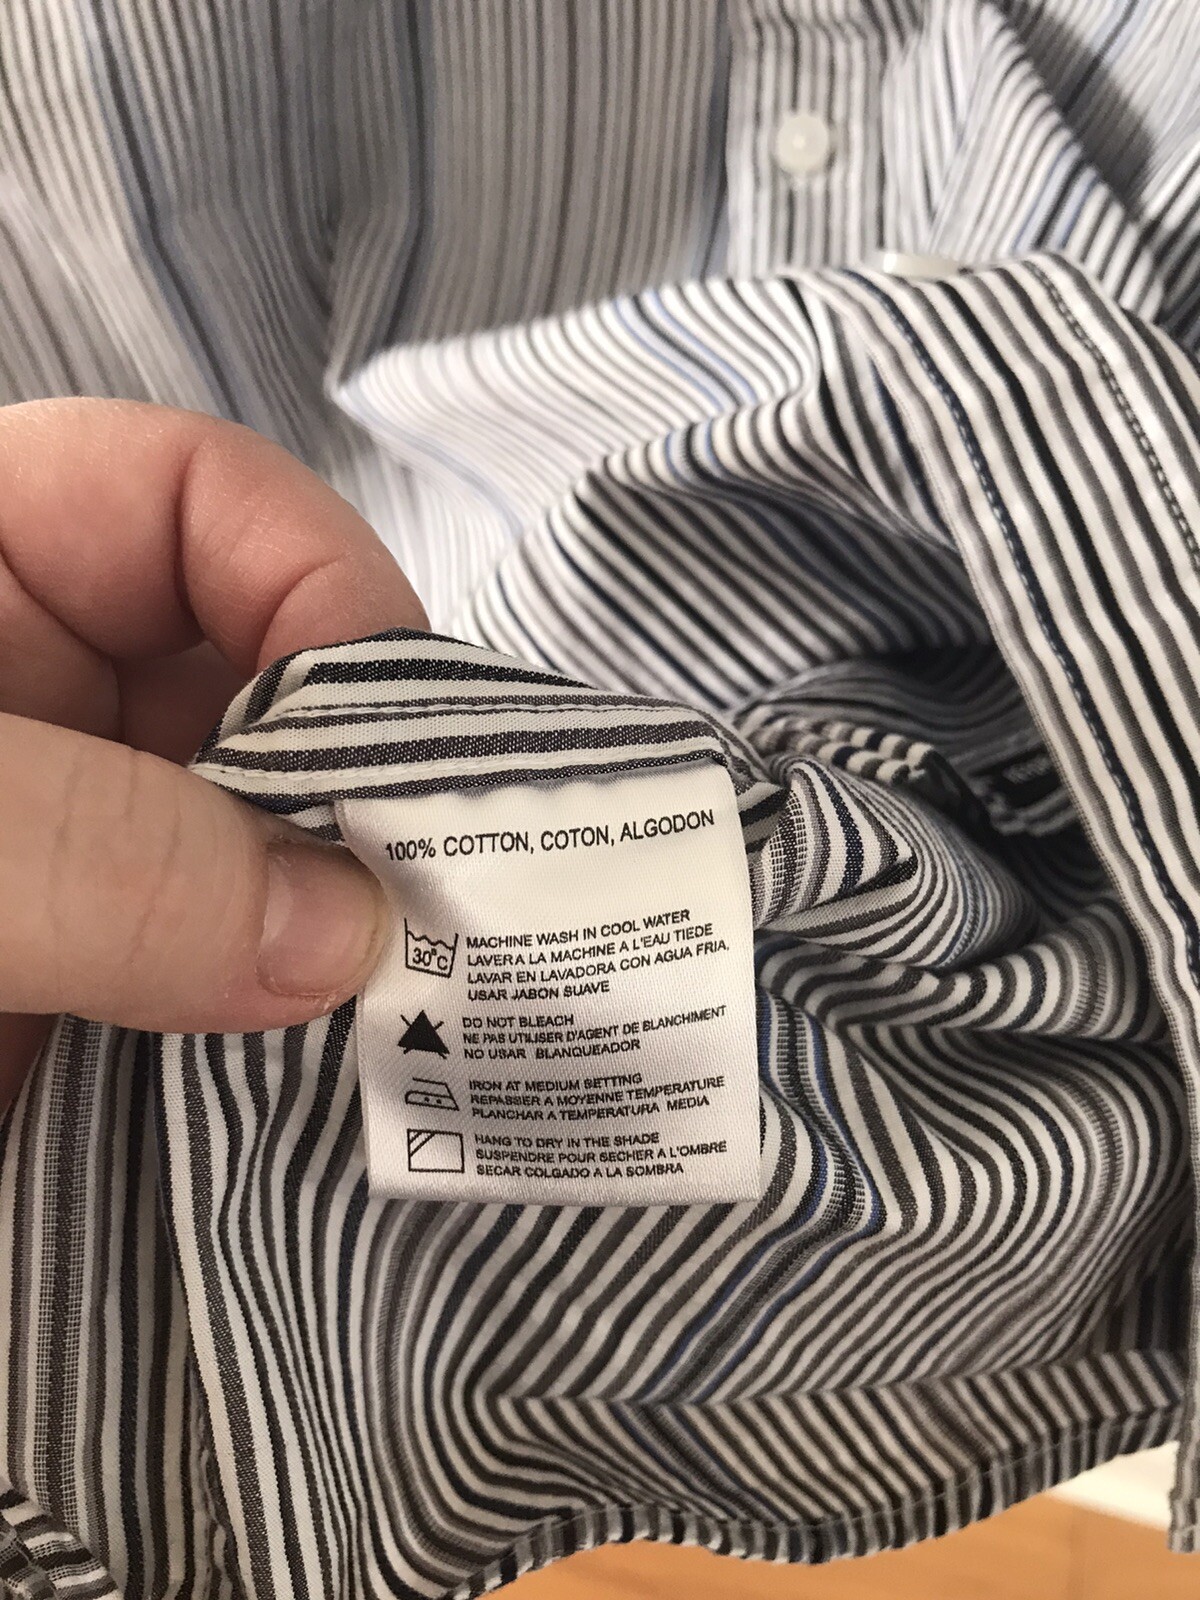 100% COTTON, COTON, ALGODON
30°C
MACHINE WASH IN COOL WATER
LAVER A LA MACHINE A L'EAU TIEDE
LAVAR EN LAVADORA CON AGUA FRIA,
USAR JABON SUAVE
DO NOT BLEACH
NE PAS UTILISER D'AGENT DE BLANCHIMENT
NO USAR BLANQUEADOR
IRON AT MEDIUM SETTING
REPASSER A MOYENNE TEMPERATURE
PLANCHAR A TEMPERATURA MEDIA
HANG TO DRY IN THE SHADE
SUSPENDRE POUR SECHER A L'OMBRE
SECAR COLGADO A LA SOMBRA